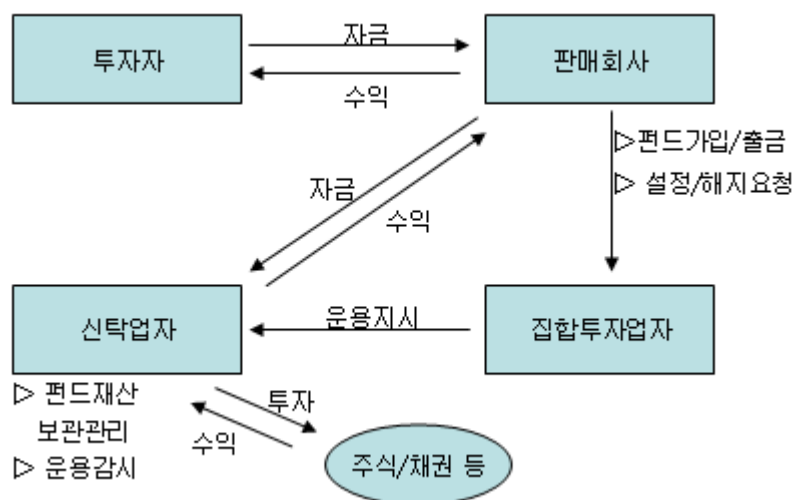 자금
투자자
판매회사
수익
▷펀드가입/출금
▷ 설정/해지요청
자금
수익
신탁업자
운용지시
집합투자업자
▷ 펀드재산
보관관리
▷ 운용감시
투자
수익
주식/채권 등